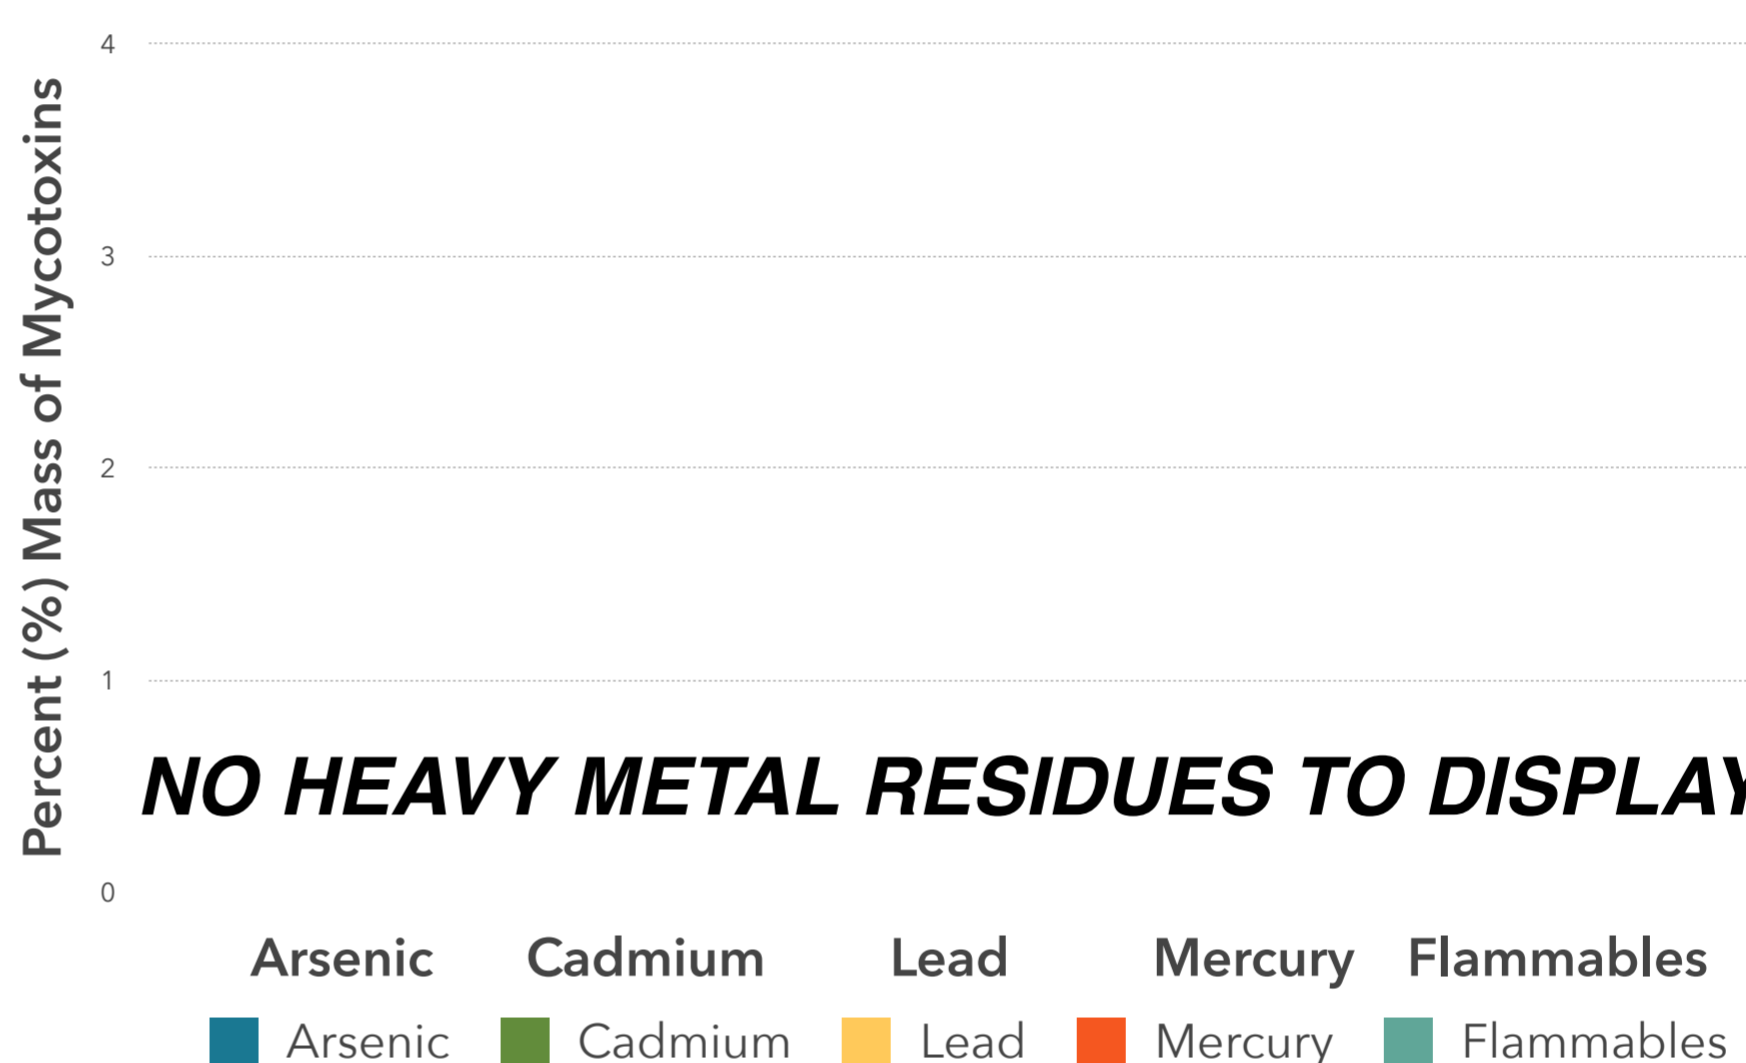 Percent (%) Mass of Mycotoxins
4
3
2
1
NO HEAVY METAL RESIDUES TO DISPLAY
0
Arsenic Cadmium Lead Mercury Flammables
Arsenic Cadmium Lead Mercury Flammables